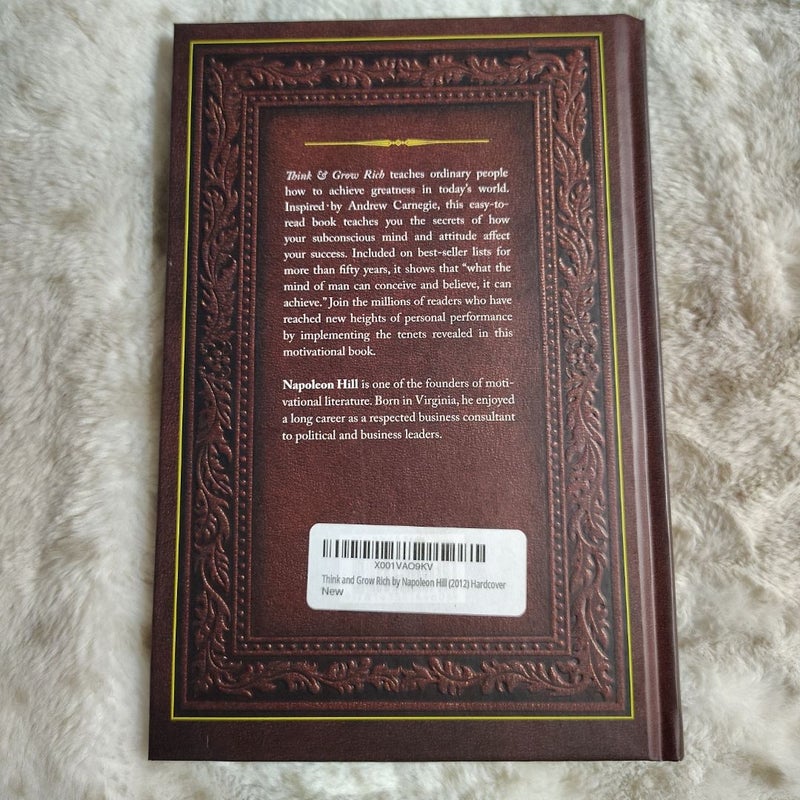 Think & Grow Rich teaches ordinary people
how to achieve greatness in today's world.
Inspired by Andrew Carnegie, this easy-to-
read book teaches you the secrets of how
your subconscious mind and attitude affect
your success. Included on best-seller lists for
more than fifty years, it shows that “what the
mind of man can conceive and believe, it can
achieve.” Join the millions of readers who have
reached new heights of personal performance
by implementing the tenets revealed in this
motivational book.
Napoleon Hill is one of the founders of moti-
vational literature. Born in Virginia, he enjoyed
a long career as a respected business consultant
to political and business leaders.
X001VAO9KV
Think and Grow Rich by Napoleon Hill (2012) Hardcover
New